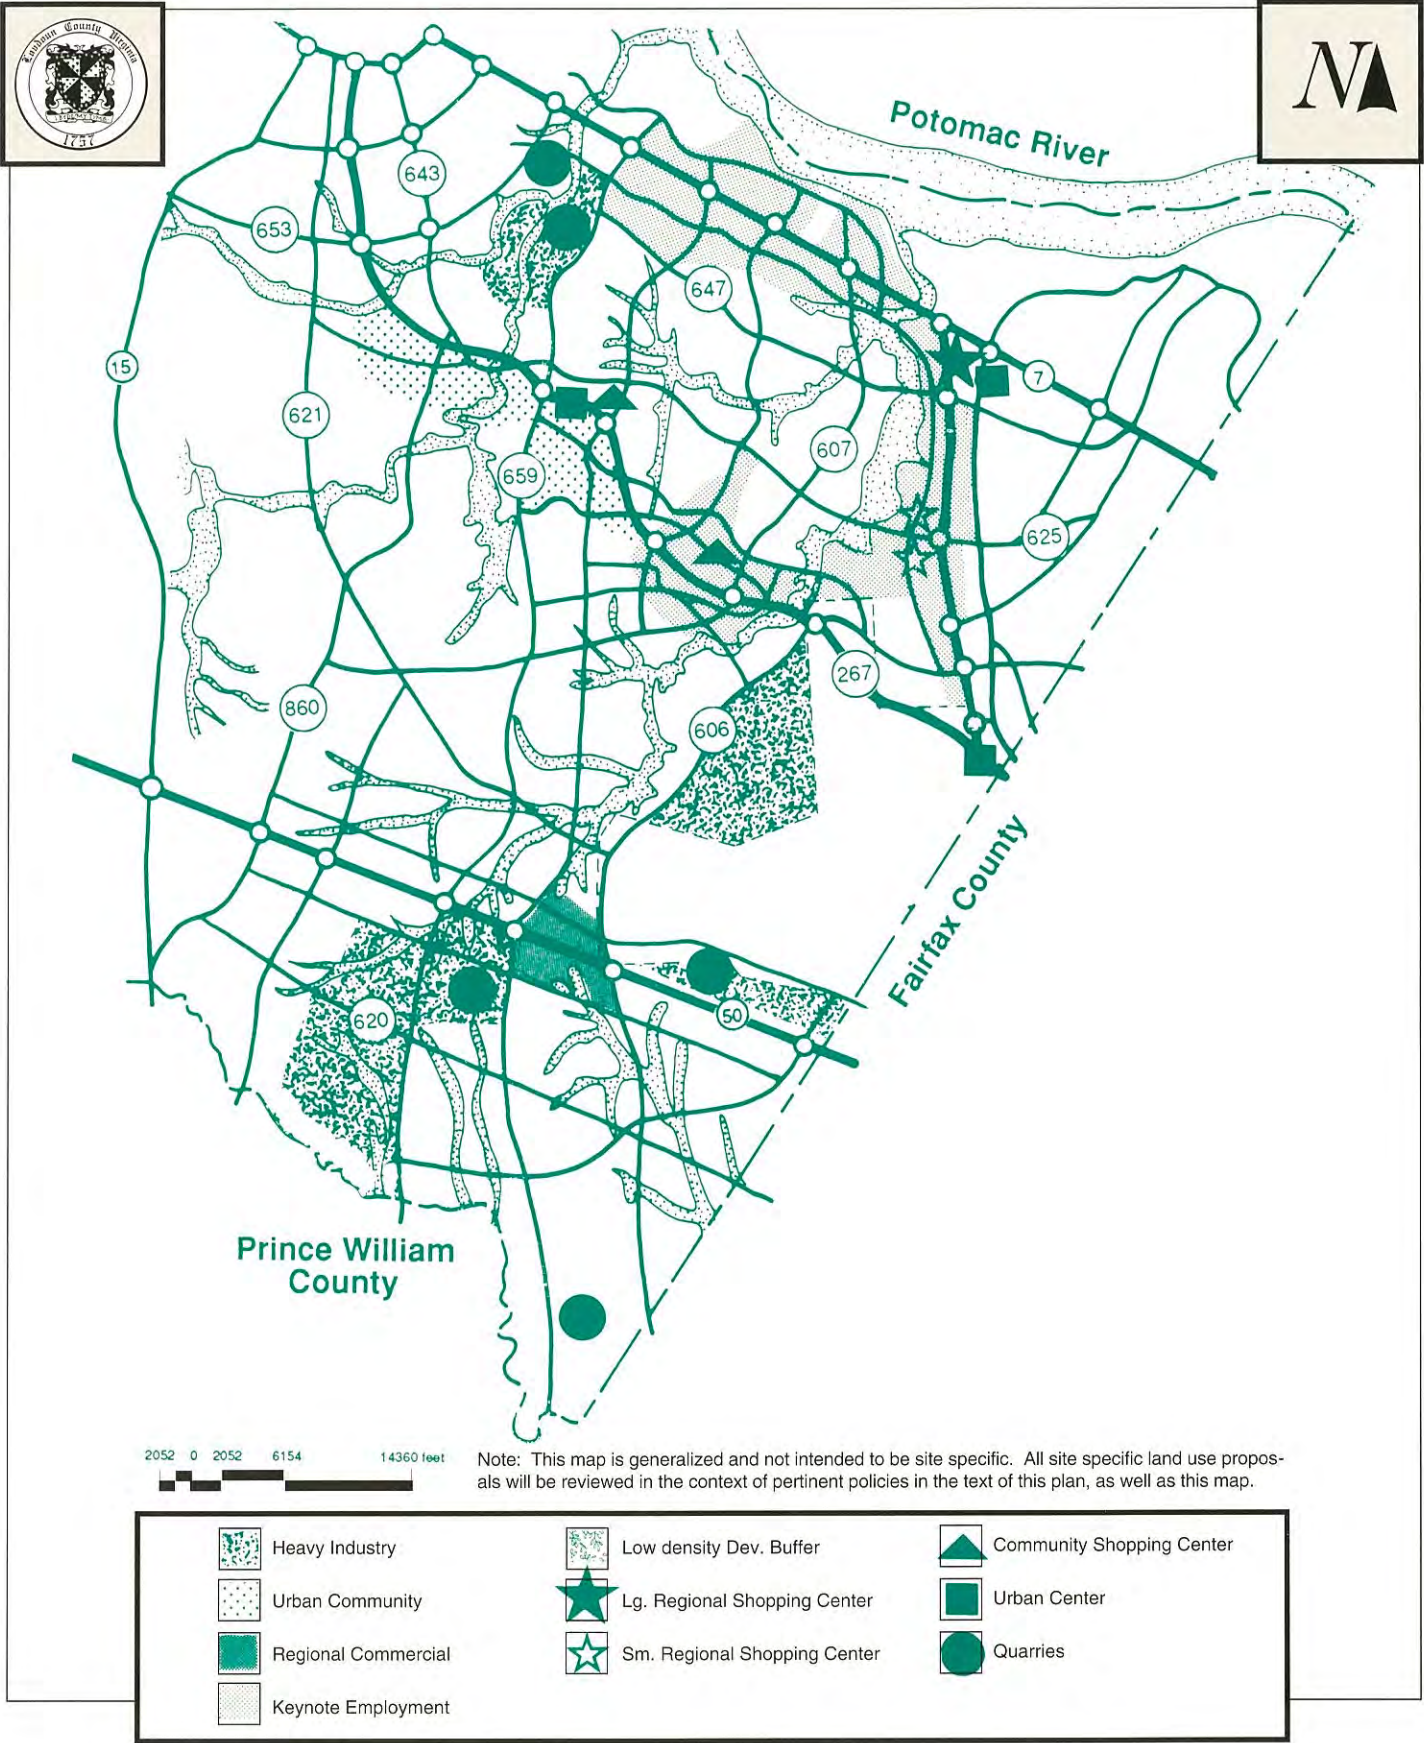 Loudoun County Virginia
1757
N
Potomac River
643
653
647
15
7
621
607
659
625
267
860
606
Fairfax County
50
620
Prince William
County
2052 0 2052 6154 14360 feet
Note: This map is generalized and not intended to be site specific. All site specific land use propos-
als will be reviewed in the context of pertinent policies in the text of this plan, as well as this map.
Heavy Industry
Urban Community
Regional Commercial
Keynote Employment
Low density Dev. Buffer
Lg. Regional Shopping Center
Sm. Regional Shopping Center
Community Shopping Center
Urban Center
Quarries